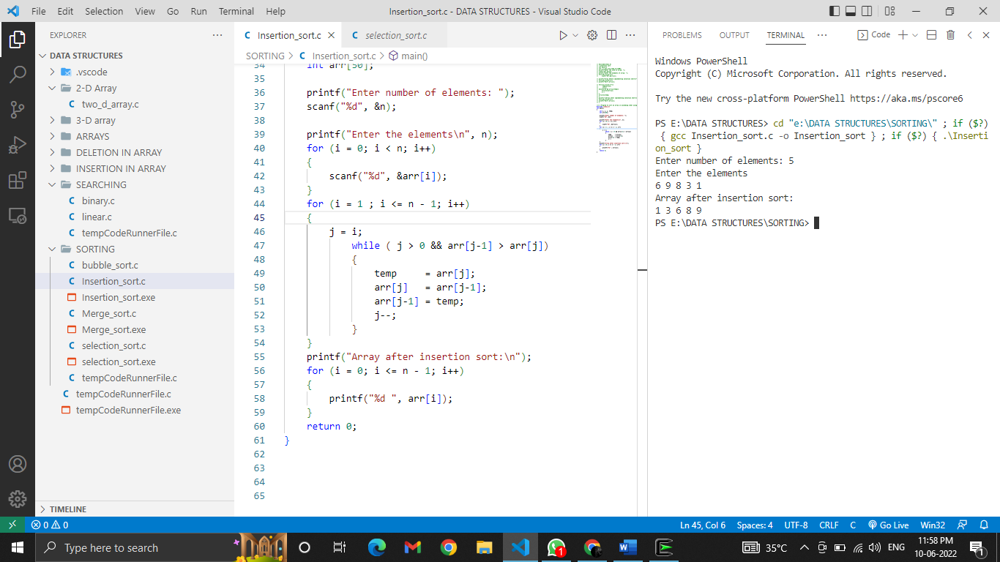 File Edit Selection View Go Run Terminal Help
Insertion_sort.c - DATA STRUCTURES - Visual Studio Code
EXPLORER
DATA STRUCTURES
.vscode
2-D Array
two_d_array.c
3-D array
ARRAYS
DELETION IN ARRAY
INSERTION IN ARRAY
SEARCHING
binary.c
linear.c
tempCodeRunnerFile.c
SORTING
bubble_sort.c
Insertion_sort.c
Insertion_sort.exe
Merge_sort.c
Merge_sort.exe
selection_sort.c
selection_sort.exe
tempCodeRunnerFile.c
tempCodeRunnerFile.c
tempCodeRunnerFile.exe
TIMELINE
C Insertion_sort.c
C selection_sort.c
SORTING > C Insertion_sort.c > main()
34 int arr[50];
35
36 printf("Enter number of elements: ");
37 scanf("%d", &n);
38
39 printf("Enter the elements\n", n);
40 for (i = 0; i < n; i++)
41 {
42 scanf("%d", &arr[i]);
43 }
44 for (i = 1 ; i <= n - 1; i++)
45 {
46 j = i;
47 while ( j > 0 && arr[j-1] > arr[j])
48 {
49 temp     = arr[j];
50 arr[j]   = arr[j-1];
51 arr[j-1] = temp;
52 j--;
53 }
54 }
55 printf("Array after insertion sort:\n");
56 for (i = 0; i <= n - 1; i++)
57 {
58 printf("%d ", arr[i]);
59 }
60 return 0;
61 }
62
63
64
65
PROBLEMS OUTPUT TERMINAL ··· Code
Windows PowerShell
Copyright (C) Microsoft Corporation. All rights reserved.
Try the new cross-platform PowerShell https://aka.ms/pscore6
PS E:\DATA STRUCTURES> cd "e:\DATA STRUCTURES\SORTING\" ; if ($?)
{ gcc Insertion_sort.c -o Insertion_sort } ; if ($?) { .\Inserti
on_sort }
Enter number of elements: 5
Enter the elements
6 9 8 3 1
Array after insertion sort:
1 3 6 8 9
PS E:\DATA STRUCTURES\SORTING>
0 0
Ln 45, Col 6 Spaces: 4 UTF-8 CRLF C Go Live Win32
Type here to search
1
35°C
ENG
11:58 PM
10-06-2022
1